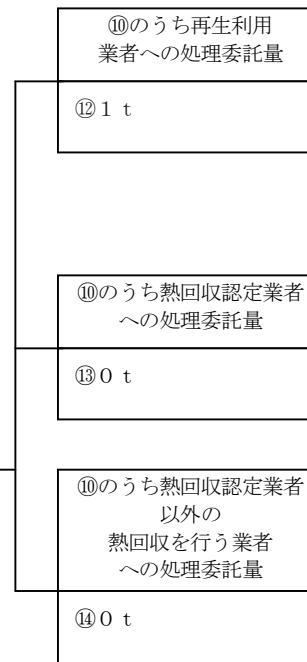 ⑩のうち再生利用
業者への処理委託量
⑫１ｔ
⑩のうち熱回収認定業者
への処理委託量
⑬０ｔ
⑩のうち熱回収認定業者
以外の
熱回収を行う業者
への処理委託量
⑭０ｔ